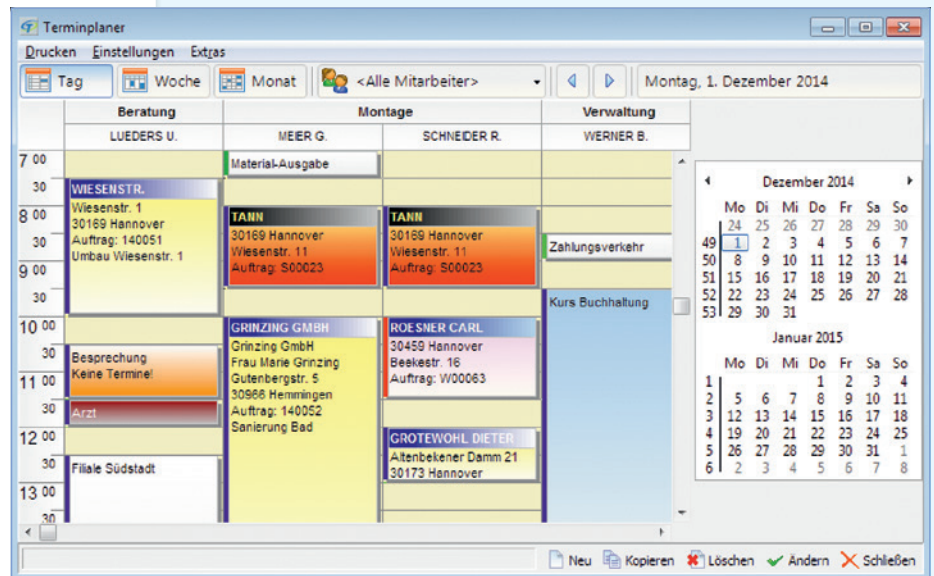 Terminplaner
Drucken Einstellungen Extras
Tag Woche Monat <Alle Mitarbeiter> Montag, 1. Dezember 2014
Beratung Montage Verwaltung
LUEDERS U. MEIER G. SCHNEIDER R. WERNER B.
7 00
30
8 00
30
9 00
30
10 00
30
11 00
30
12 00
30
13 00
30
WIESENSTR.
Wiesenstr. 1
30169 Hannover
Auftrag: 140051
Umbau Wiesenstr. 1
Besprechung
Keine Termine!
Arzt
Filiale Südstadt
Material-Ausgabe
TANN
30169 Hannover
Wiesenstr. 11
Auftrag: S00023
GRINZING GMBH
Grinzing GmbH
Frau Marie Grinzing
Gutenbergstr. 5
30966 Hemmingen
Auftrag: 140052
Sanierung Bad
TANN
30169 Hannover
Wiesenstr. 11
Auftrag: S00023
ROESNER CARL
30459 Hannover
Beekestr. 16
Auftrag: W00063
GROTEWOHL DIETER
Altenbekener Damm 21
30173 Hannover
Zahlungsverkehr
Kurs Buchhaltung
Dezember 2014
Mo Di Mi Do Fr Sa So
24 25 26 27 28 29 30
49 1 2 3 4 5 6 7
50 8 9 10 11 12 13 14
51 15 16 17 18 19 20 21
52 22 23 24 25 26 27 28
53 29 30 31
Januar 2015
Mo Di Mi Do Fr Sa So
1 1 2 3 4
2 5 6 7 8 9 10 11
3 12 13 14 15 16 17 18
4 19 20 21 22 23 24 25
5 26 27 28 29 30 31 1
6 2 3 4 5 6 7 8
Neu Kopieren Löschen Ändern Schließen